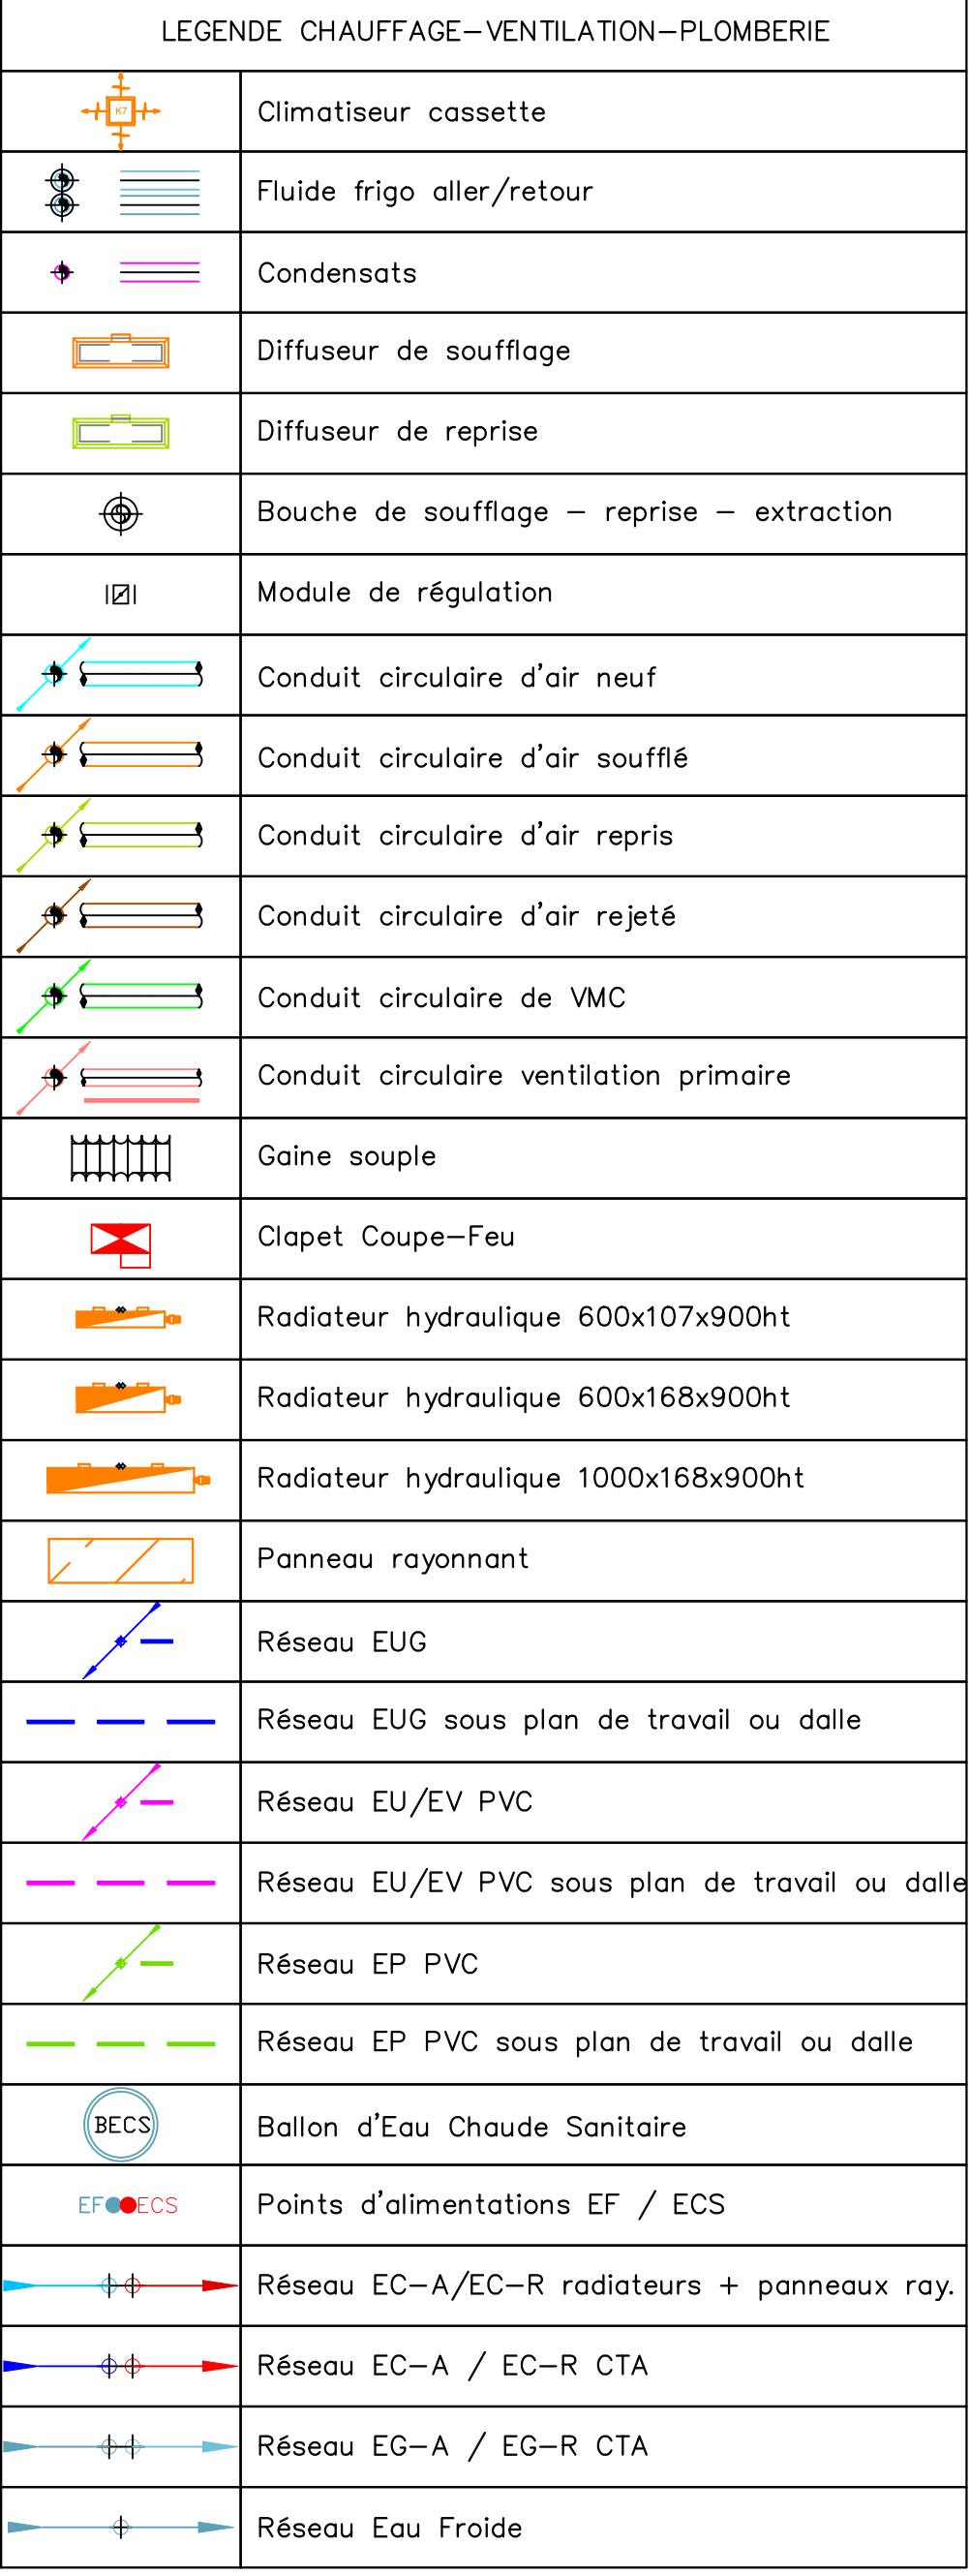 LEGENDE CHAUFFAGE-VENTILATION-PLOMBERIE
K7 Climatiseur cassette
Fluide frigo aller/retour
Condensats
Diffuseur de soufflage
Diffuseur de reprise
Bouche de soufflage - reprise - extraction
Module de régulation
Conduit circulaire d'air neuf
Conduit circulaire d'air soufflé
Conduit circulaire d'air repris
Conduit circulaire d'air rejeté
Conduit circulaire de VMC
Conduit circulaire ventilation primaire
Gaine souple
Clapet Coupe-Feu
Radiateur hydraulique 600x107x900ht
Radiateur hydraulique 600x168x900ht
Radiateur hydraulique 1000x168x900ht
Panneau rayonnant
Réseau EUG
Réseau EUG sous plan de travail ou dalle
Réseau EU/EV PVC
Réseau EU/EV PVC sous plan de travail ou dalle
Réseau EP PVC
Réseau EP PVC sous plan de travail ou dalle
BECS Ballon d'Eau Chaude Sanitaire
EF ECS Points d'alimentations EF / ECS
Réseau EC-A/EC-R radiateurs + panneaux ray.
Réseau EC-A / EC-R CTA
Réseau EG-A / EG-R CTA
Réseau Eau Froide